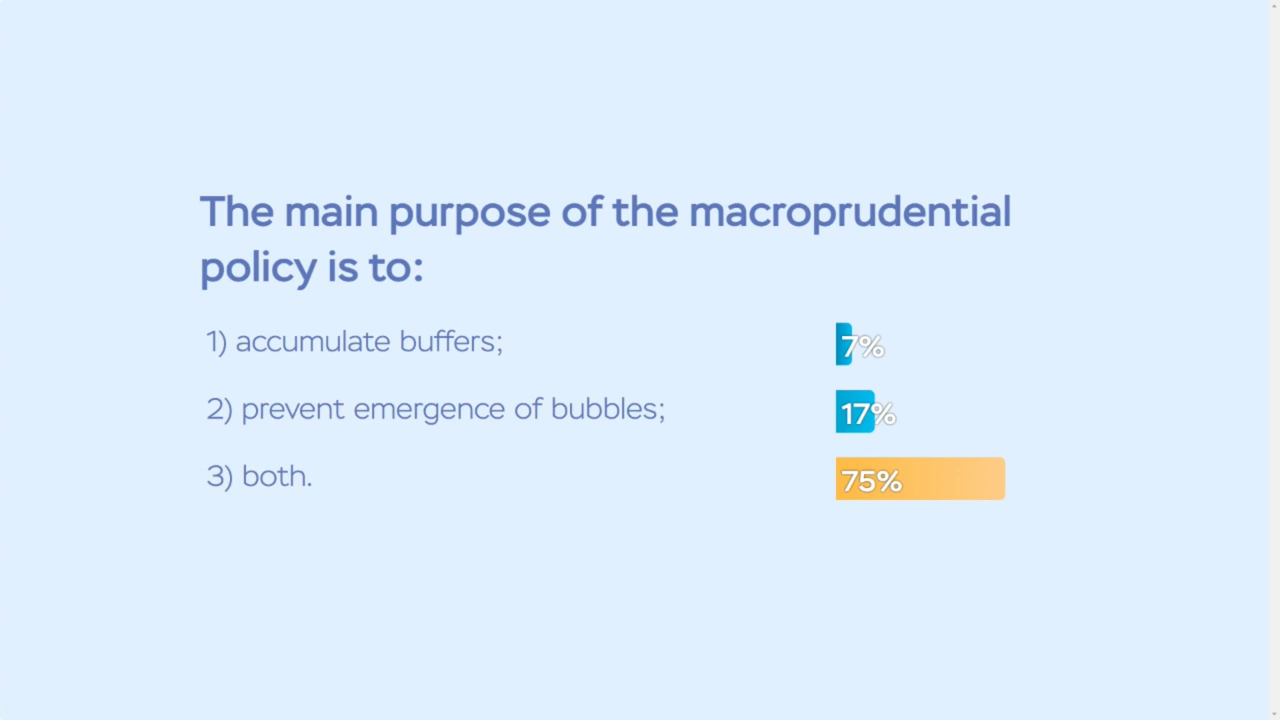 The main purpose of the macroprudential
policy is to:
1) accumulate buffers;
7%
2) prevent emergence of bubbles;
17%
3) both.
75%